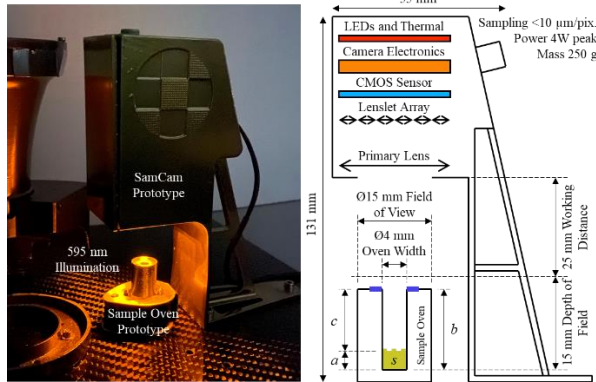 SamCam
Prototype
595 nm
Illumination
Sample Oven
Prototype
LEDs and Thermal
Camera Electronics
CMOS Sensor
Lenslet Array
Primary Lens
Sampling <10 μm/pix.
Power 4W peak
Mass 250 g
131 mm
Ø15 mm Field
of View
Ø4 mm
Oven Width
25 mm Working
Distance
15 mm Depth of
Field
Sample Oven
c
a
s
b